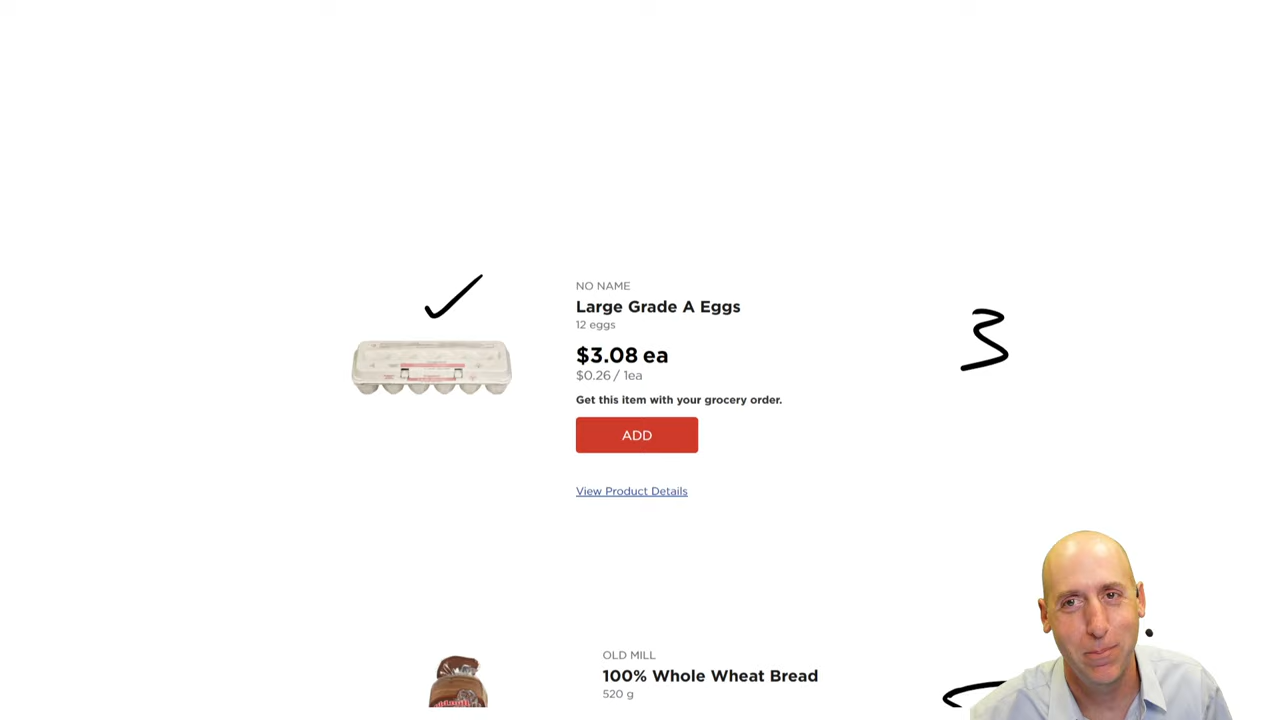 NO NAME
Large Grade A Eggs
12 eggs
$3.08 ea
$0.26 / 1ea
Get this item with your grocery order.
ADD
View Product Details
3
OLD MILL
100% Whole Wheat Bread
520 g